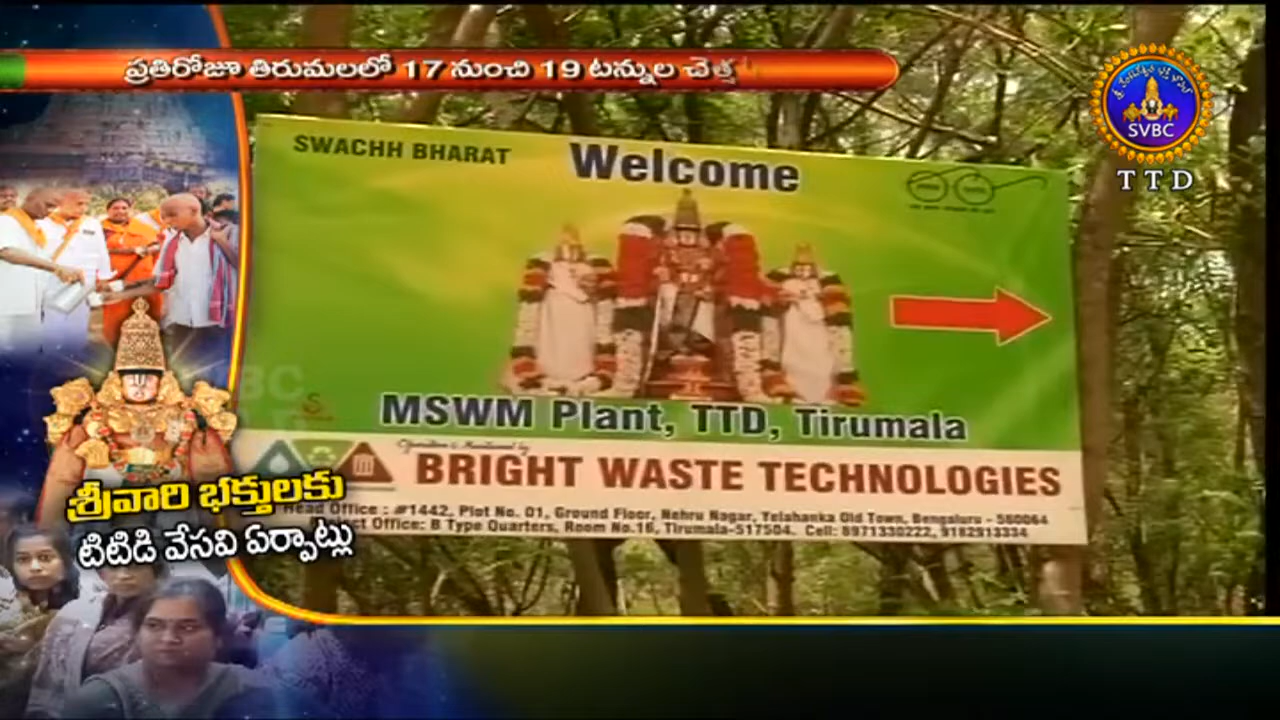 ప్రతిరోజూ తిరుమలలో 17 నుంచి 19 టన్నుల చెత్త
SVBC
TTD
SWACHH BHARAT
Welcome
MSWM Plant, TTD, Tirumala
BRIGHT WASTE TECHNOLOGIES
Head Office : #1442, Plot No. 01, Ground Floor, Nehru Nagar, Yelahanka Old Town, Bengaluru - 560064
Office: B Type Quarters, Room No.16, Tirumala-517504. Cell: 8971330222, 9182913334
శ్రీవారి భక్తులకు
టిటిడి వేసవి ఏర్పాట్లు